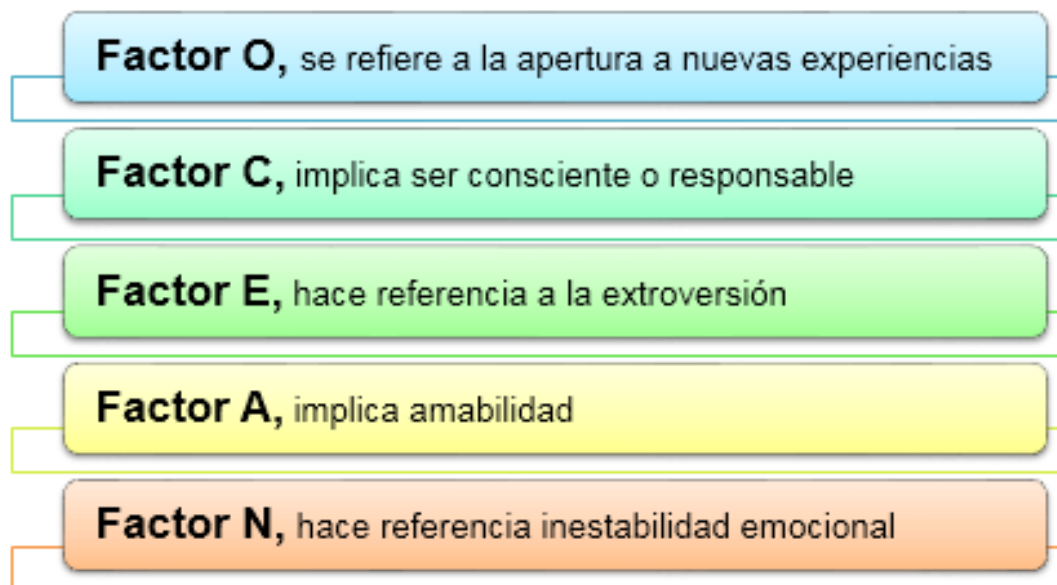 Factor O, se refiere a la apertura a nuevas experiencias
Factor C, implica ser consciente o responsable
Factor E, hace referencia a la extroversión
Factor A, implica amabilidad
Factor N, hace referencia inestabilidad emocional